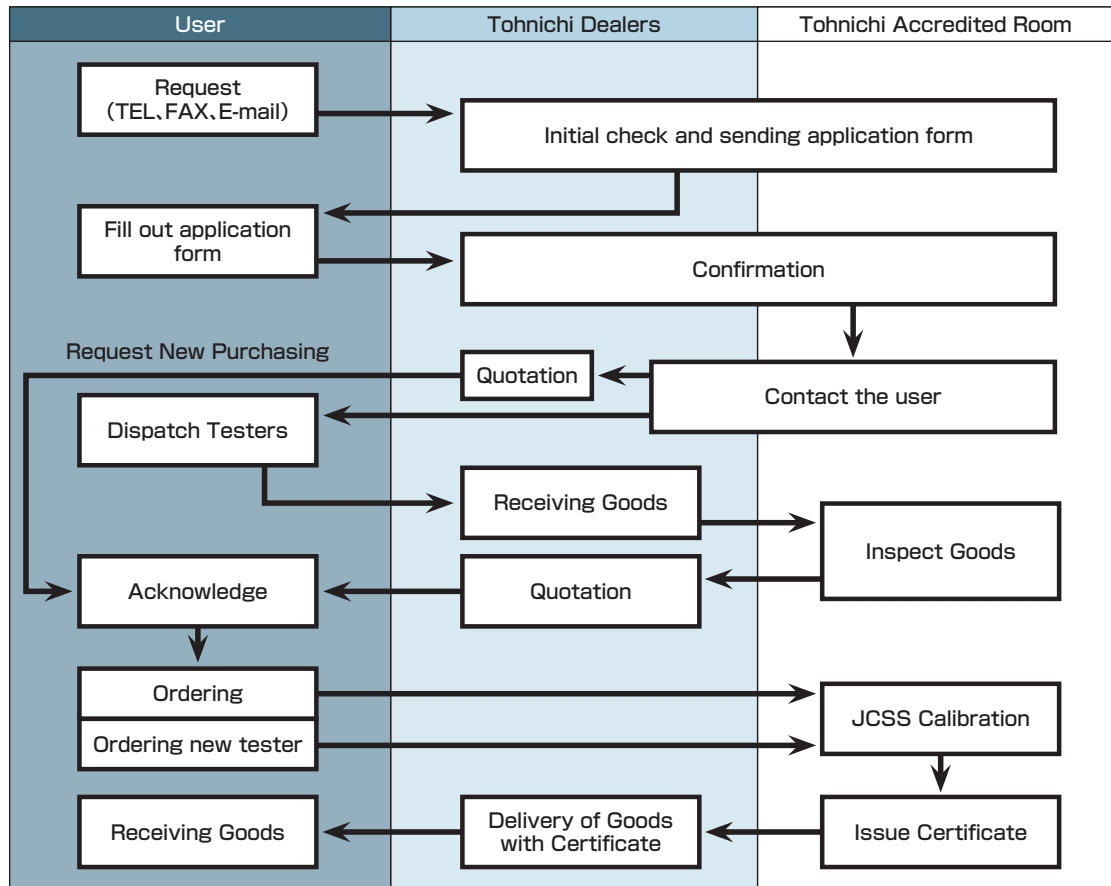 User
Tohnichi Dealers
Tohnichi Accredited Room
Request
(TEL、FAX、E-mail)
Initial check and sending application form
Fill out application
form
Confirmation
Request New Purchasing
Quotation
Contact the user
Dispatch Testers
Receiving Goods
Inspect Goods
Acknowledge
Quotation
Ordering
JCSS Calibration
Ordering new tester
Receiving Goods
Delivery of Goods
with Certificate
Issue Certificate